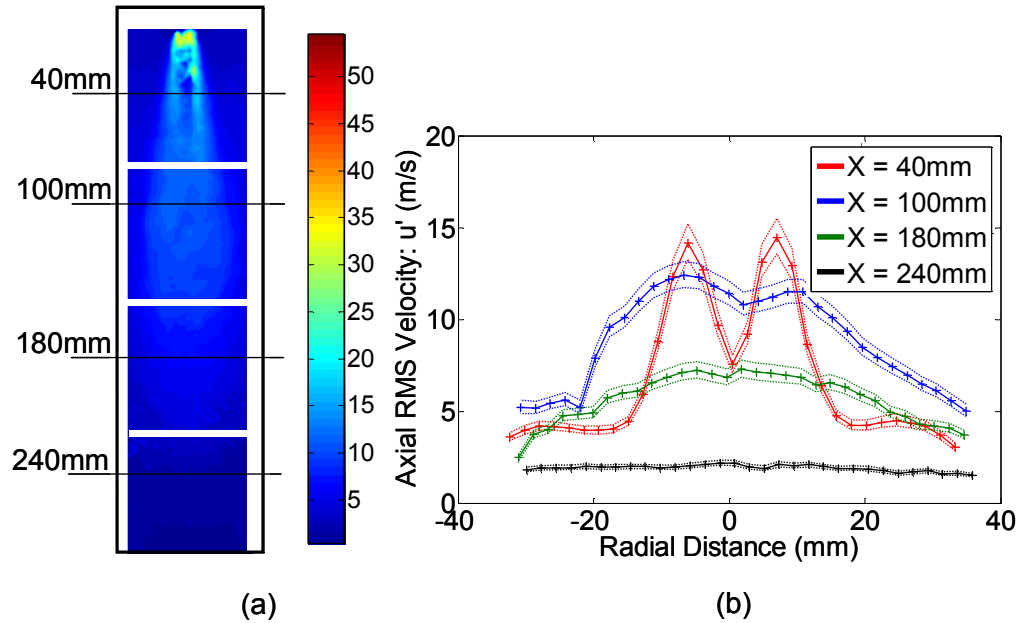 40mm
100mm
180mm
240mm
50
45
40
35
30
25
20
15
10
5
(a)
Axial RMS Velocity: u' (m/s)
20
15
10
5
0
-40
-20
0
20
40
Radial Distance (mm)
X = 40mm
X = 100mm
X = 180mm
X = 240mm
(b)